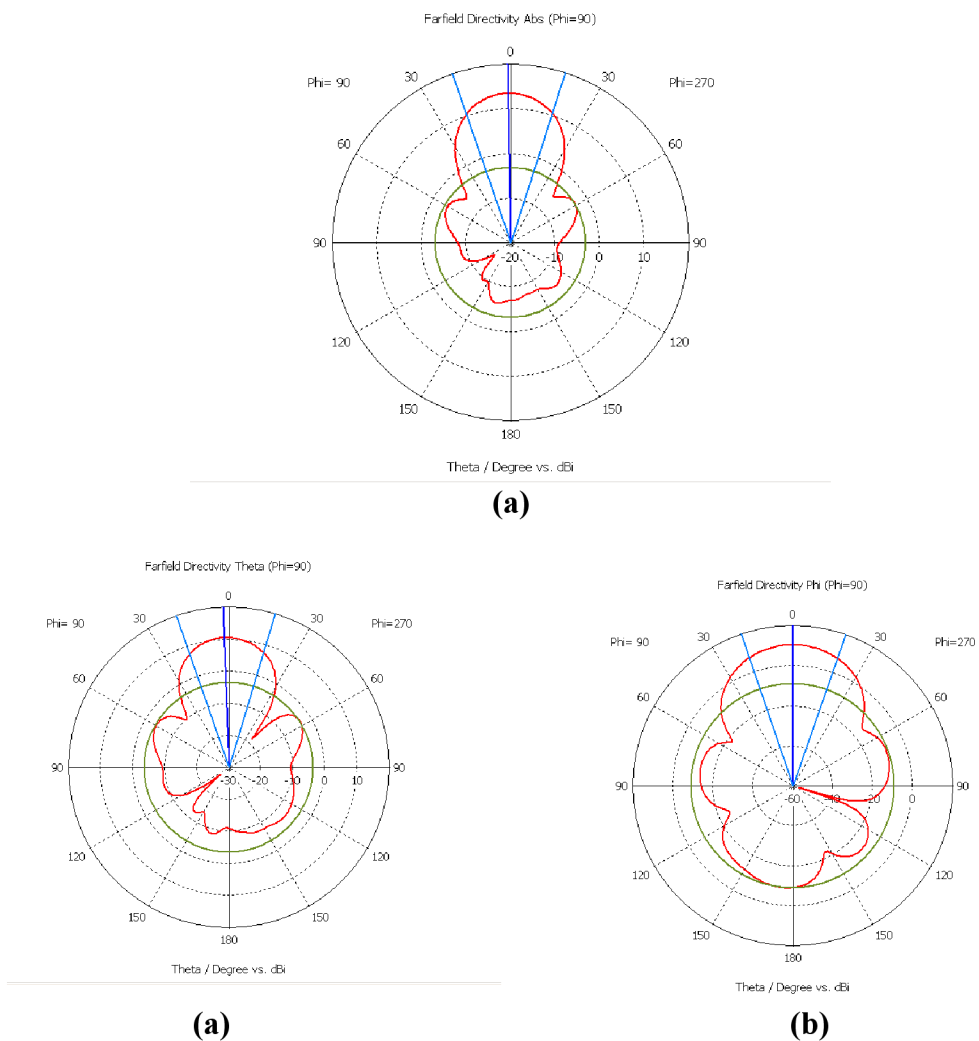 Farfield Directivity Abs (Phi=90)
0
Phi= 90 30 30 Phi=270
60 60
90 -20 -10 0 10 90
120 120
150 150
180
Theta / Degree vs. dBi
(a)
Farfield Directivity Theta (Phi=90)
0
Phi= 90 30 30 Phi=270
60 60
90 -30 -20 -10 0 10 90
120 120
150 150
180
Theta / Degree vs. dBi
(a)
Farfield Directivity Phi (Phi=90)
0
Phi= 90 30 30 Phi=270
60 60
90 -60 -40 -20 0 90
120 120
150 150
180
Theta / Degree vs. dBi
(b)